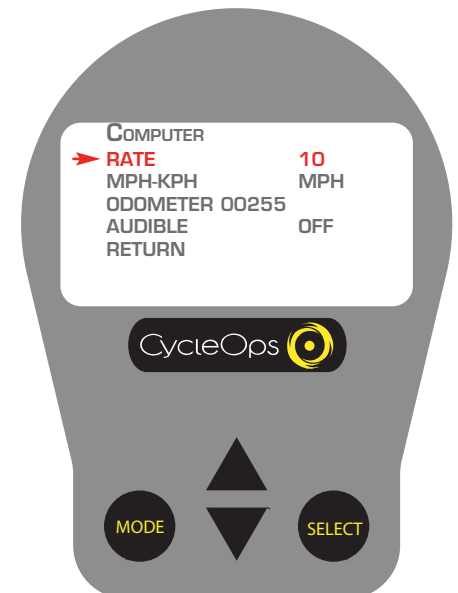 COMPUTER
RATE 10
MPH-KPH MPH
ODOMETER 00255
AUDIBLE OFF
RETURN
CycleOps
MODE
SELECT